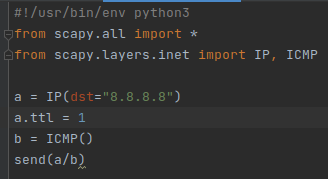 #!/usr/bin/env python3
from scapy.all import *
from scapy.layers.inet import IP, ICMP
a = IP(dst="8.8.8.8")
a.ttl = 1
b = ICMP()
send(a/b)